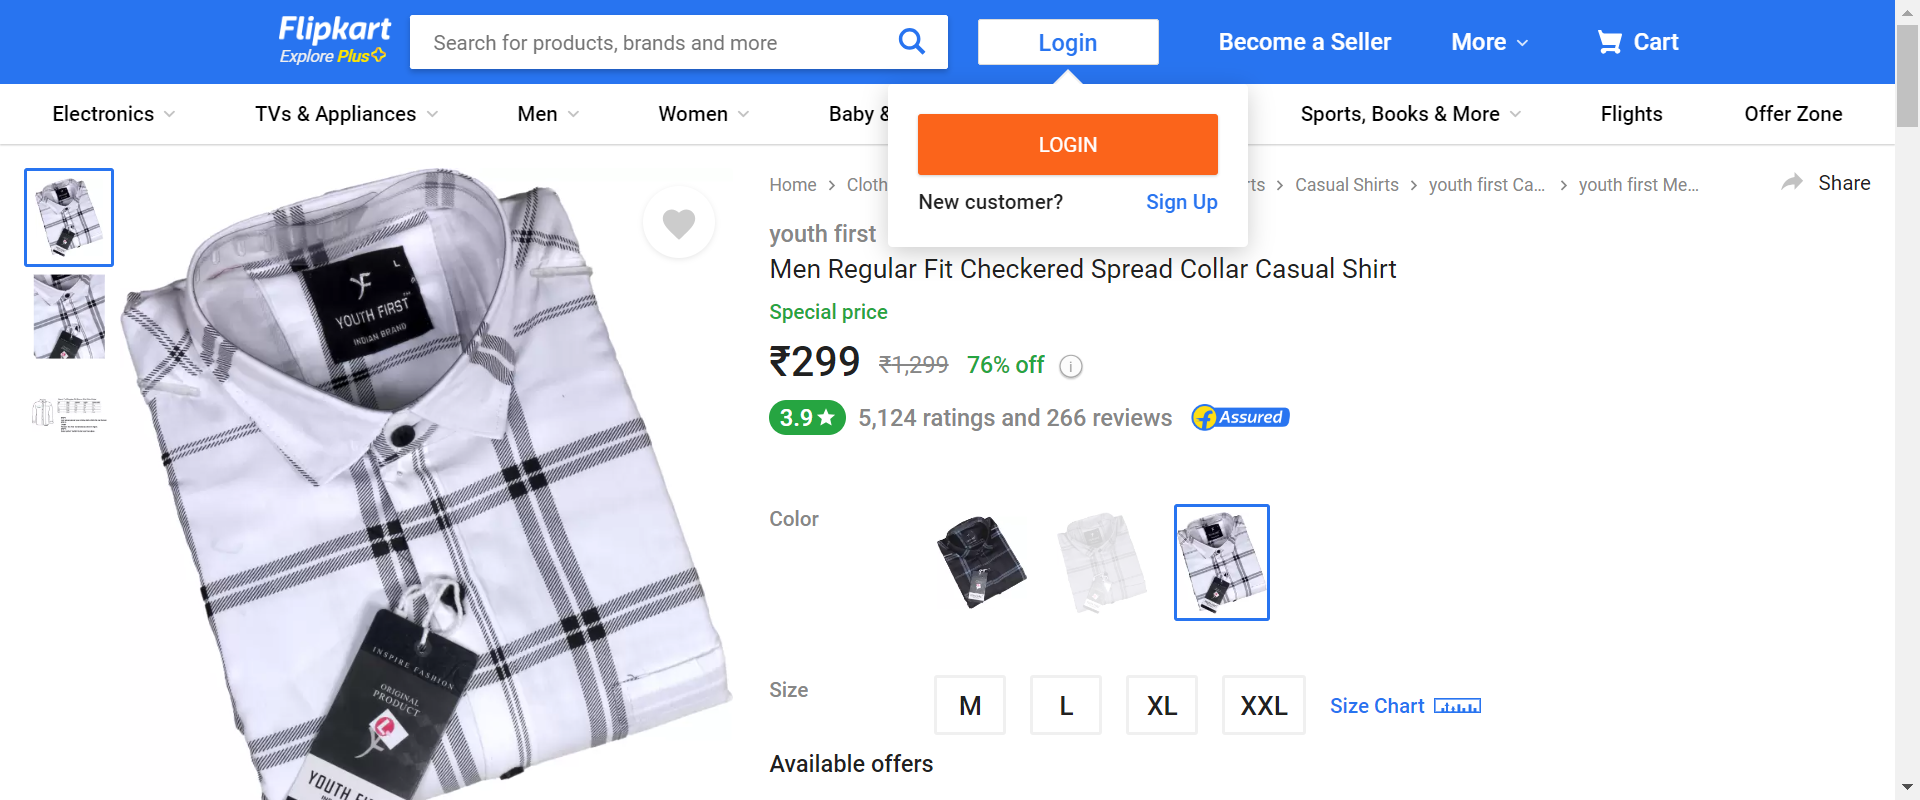 Flipkart
Explore Plus
Search for products, brands and more
Login
Become a Seller
More
Cart
Electronics
TVs & Appliances
Men
Women
Baby &
Sports, Books & More
Flights
Offer Zone
LOGIN
New customer? Sign Up
Home
Cloth
rts
Casual Shirts
youth first Ca...
youth first Me...
Share
youth first
Men Regular Fit Checkered Spread Collar Casual Shirt
Special price
₹299 ₹1,299 76% off
3.9 5,124 ratings and 266 reviews Assured
Color
Size
M
L
XL
XXL
Size Chart
Available offers
L
YOUTH FIRST™
INDIAN BRAND
INSPIRE FASHION
ORIGINAL
PRODUCT
L
YOUTH FI